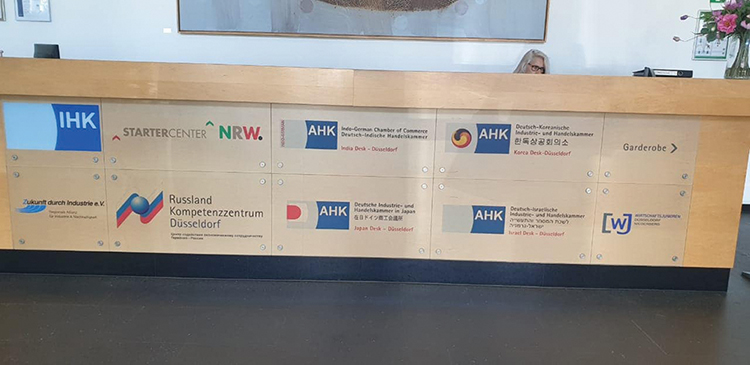 IHK
STARTERCENTER NRW.
AHK
Indo-German Chamber of Commerce
Deutsch-Indische Handelskammer
India Desk – Düsseldorf
AHK
Deutsch-Koreanische
Industrie- und Handelskammer
한독상공회의소
Korea Desk – Düsseldorf
Garderobe
Zukunft durch Industrie e.V.
Russland
Kompetenzzentrum
Düsseldorf
AHK
Deutsche Industrie- und
Handelskammer in Japan
在日ドイツ商工会議所
Japan Desk – Düsseldorf
AHK
Deutsch-Israelische
Industrie- und Handelskammer
Israel Desk – Düsseldorf
[WJ]
WIRTSCHAFTSJUNIOREN
DÜSSELDORF